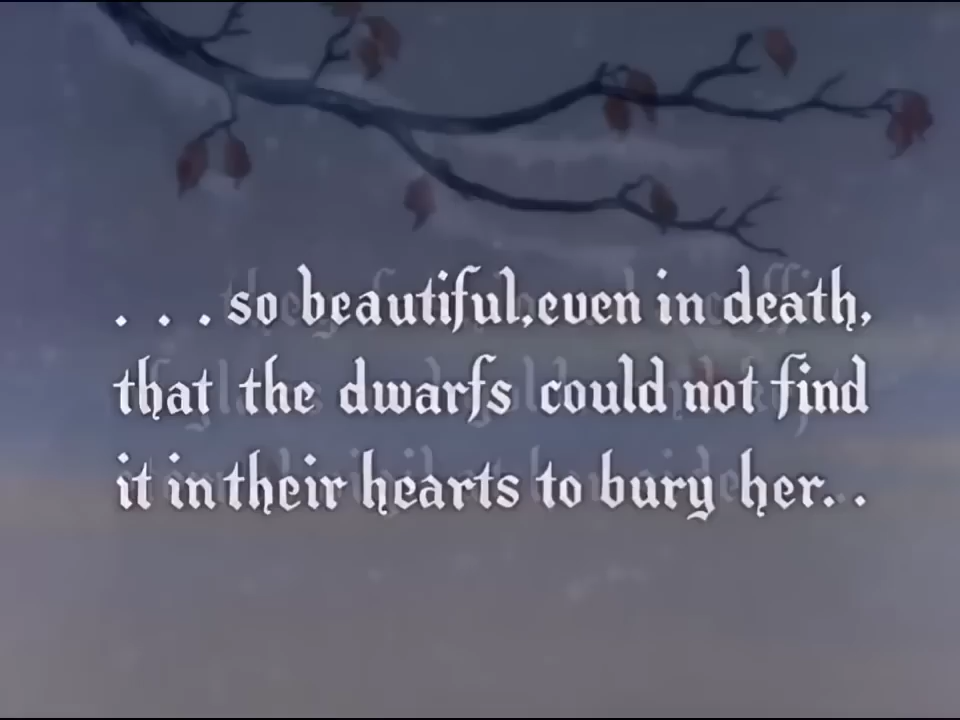 . . . so beautiful, even in death,
that the dwarfs could not find
it in their hearts to bury her. .